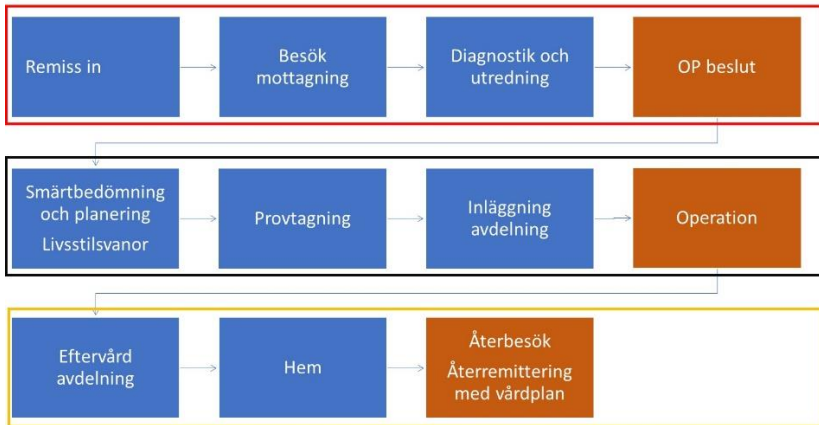 Remiss in
Besök
mottagning
Diagnostik och
utredning
OP beslut
Smärtbedömning
och planering
Livsstilsvanor
Provtagning
Inläggning
avdelning
Operation
Eftervård
avdelning
Hem
Återbesök
Återremittering
med vårdplan